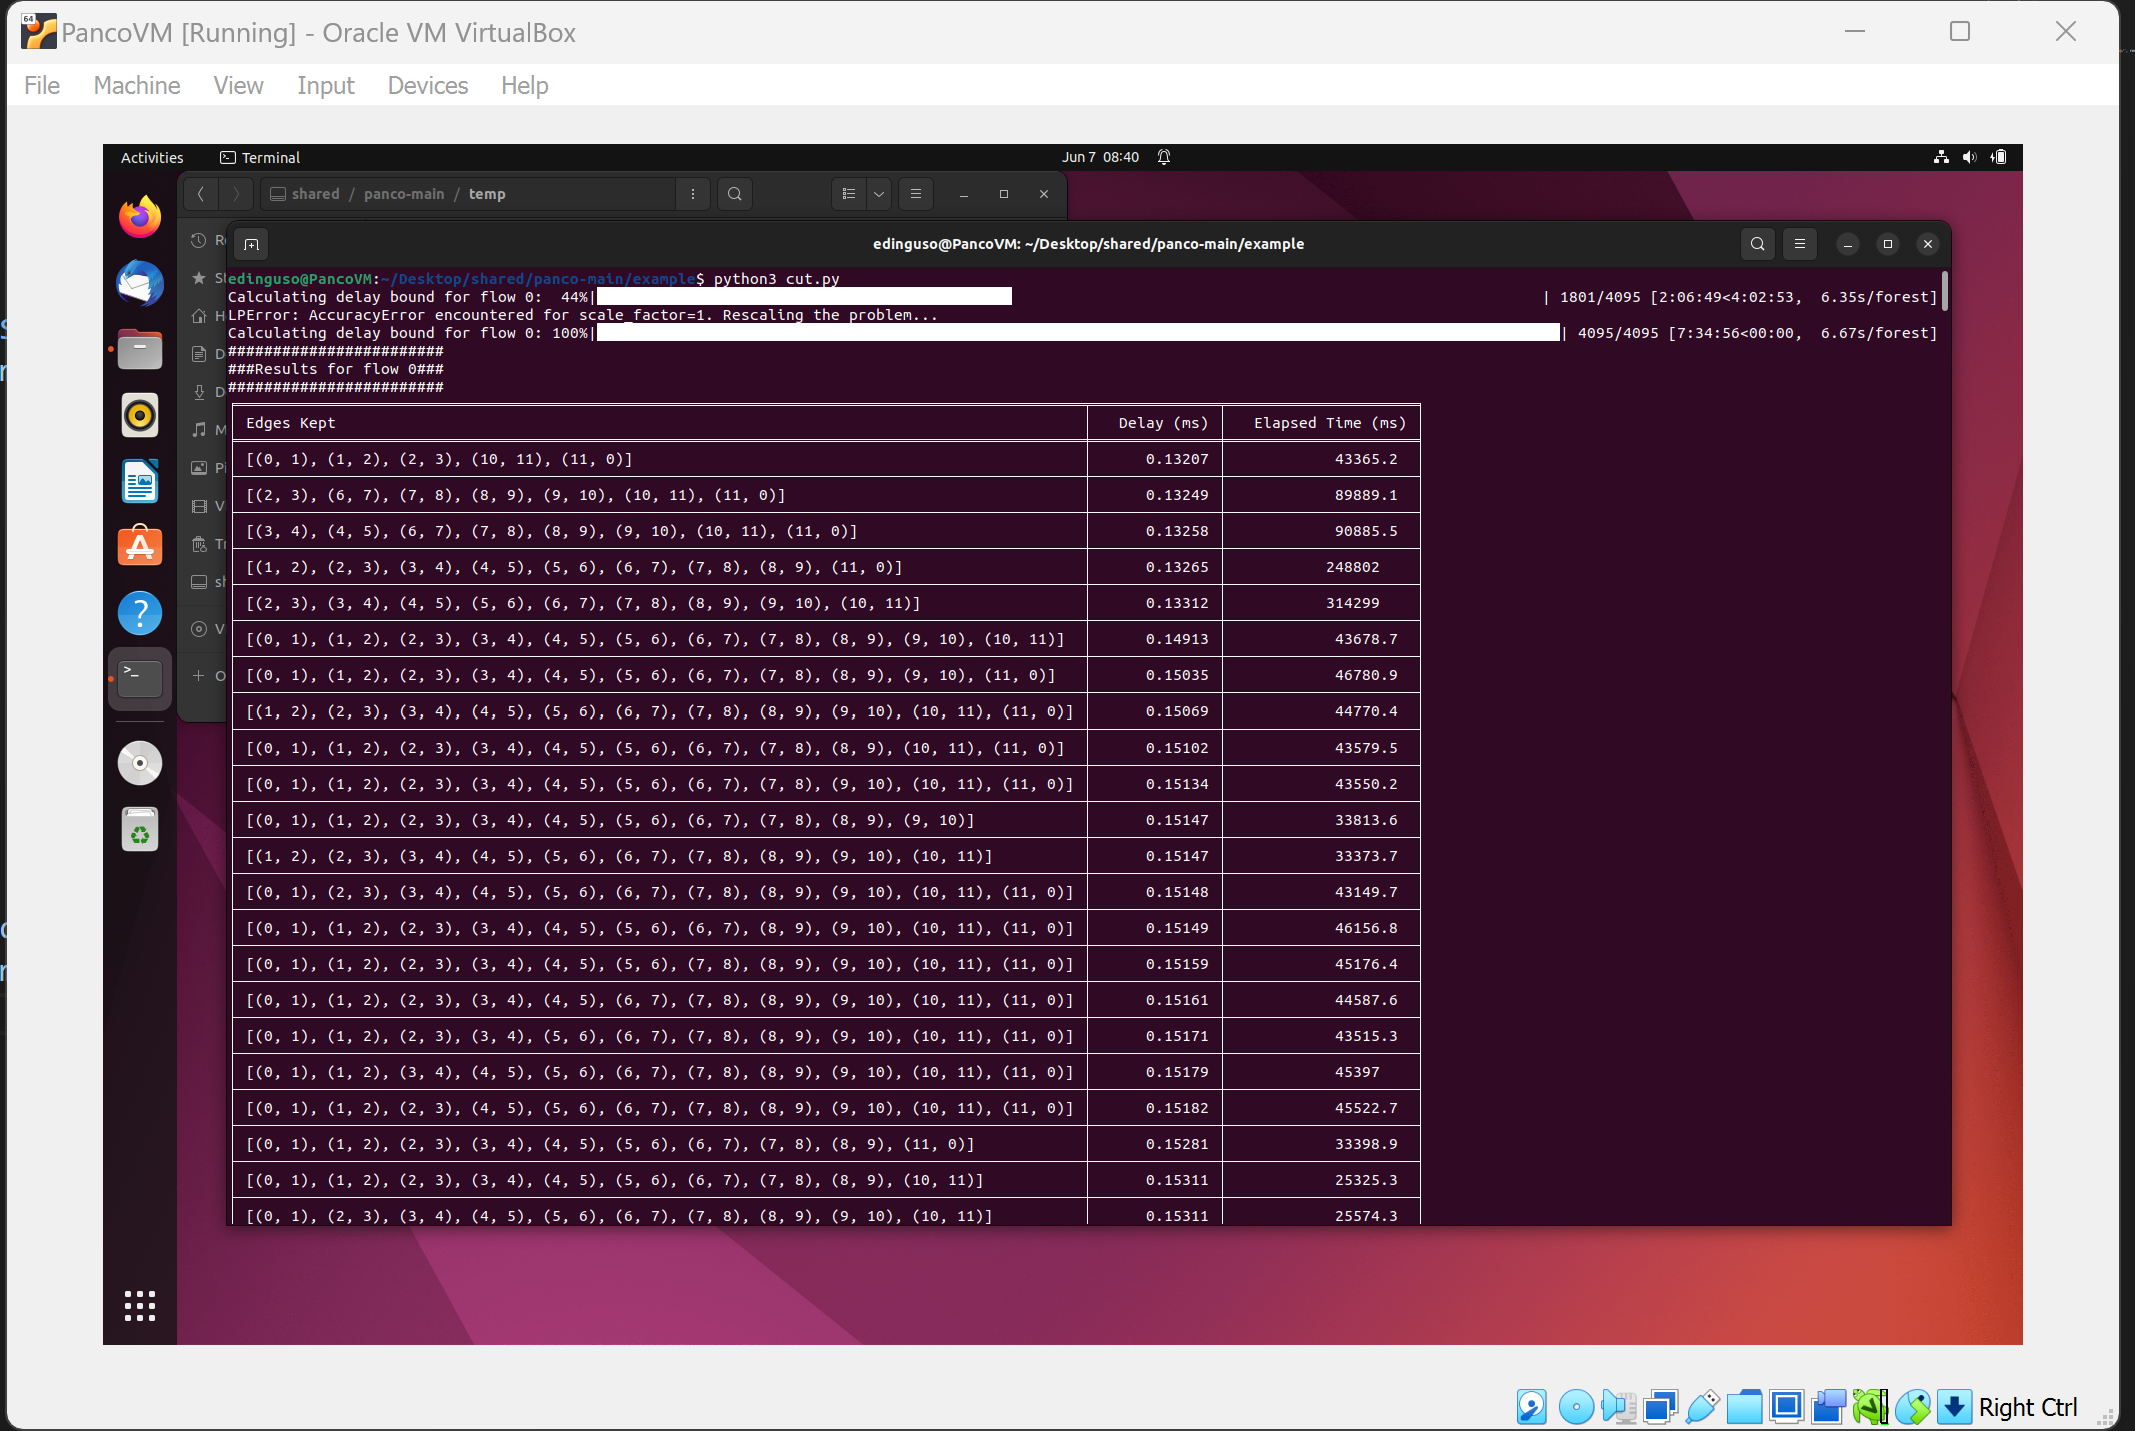 64
PancoVM [Running] - Oracle VM VirtualBox
File Machine View Input Devices Help
Activities Terminal Jun 7 08:40
shared / panco-main / temp
edinguso@PancoVM: ~/Desktop/shared/panco-main/example
edinguso@PancoVM:~/Desktop/shared/panco-main/example$ python3 cut.py
Calculating delay bound for flow 0: 44%| | 1801/4095 [2:06:49<4:02:53, 6.35s/forest]
LPError: AccuracyError encountered for scale_factor=1. Rescaling the problem...
Calculating delay bound for flow 0: 100%| | 4095/4095 [7:34:56<00:00, 6.67s/forest]
########################
###Results for flow 0###
########################
Edges Kept Delay (ms) Elapsed Time (ms)
[(0, 1), (1, 2), (2, 3), (10, 11), (11, 0)] 0.13207 43365.2
[(2, 3), (6, 7), (7, 8), (8, 9), (9, 10), (10, 11), (11, 0)] 0.13249 89889.1
[(3, 4), (4, 5), (6, 7), (7, 8), (8, 9), (9, 10), (10, 11), (11, 0)] 0.13258 90885.5
[(1, 2), (2, 3), (3, 4), (4, 5), (5, 6), (6, 7), (7, 8), (8, 9), (11, 0)] 0.13265 248802
[(2, 3), (3, 4), (4, 5), (5, 6), (6, 7), (7, 8), (8, 9), (9, 10), (10, 11)] 0.13312 314299
[(0, 1), (1, 2), (2, 3), (3, 4), (4, 5), (5, 6), (6, 7), (7, 8), (8, 9), (9, 10), (10, 11)] 0.14913 43678.7
[(0, 1), (1, 2), (2, 3), (3, 4), (4, 5), (5, 6), (6, 7), (7, 8), (8, 9), (9, 10), (11, 0)] 0.15035 46780.9
[(1, 2), (2, 3), (3, 4), (4, 5), (5, 6), (6, 7), (7, 8), (8, 9), (9, 10), (10, 11), (11, 0)] 0.15069 44770.4
[(0, 1), (1, 2), (2, 3), (3, 4), (4, 5), (5, 6), (6, 7), (7, 8), (8, 9), (10, 11), (11, 0)] 0.15102 43579.5
[(0, 1), (1, 2), (2, 3), (3, 4), (4, 5), (5, 6), (6, 7), (7, 8), (9, 10), (10, 11), (11, 0)] 0.15134 43550.2
[(0, 1), (1, 2), (2, 3), (3, 4), (4, 5), (5, 6), (6, 7), (7, 8), (8, 9), (9, 10)] 0.15147 33813.6
[(1, 2), (2, 3), (3, 4), (4, 5), (5, 6), (6, 7), (7, 8), (8, 9), (9, 10), (10, 11)] 0.15147 33373.7
[(0, 1), (2, 3), (3, 4), (4, 5), (5, 6), (6, 7), (7, 8), (8, 9), (9, 10), (10, 11), (11, 0)] 0.15148 43149.7
[(0, 1), (1, 2), (2, 3), (3, 4), (4, 5), (5, 6), (6, 7), (8, 9), (9, 10), (10, 11), (11, 0)] 0.15149 46156.8
[(0, 1), (1, 2), (2, 3), (3, 4), (4, 5), (5, 6), (7, 8), (8, 9), (9, 10), (10, 11), (11, 0)] 0.15159 45176.4
[(0, 1), (1, 2), (2, 3), (3, 4), (4, 5), (6, 7), (7, 8), (8, 9), (9, 10), (10, 11), (11, 0)] 0.15161 44587.6
[(0, 1), (1, 2), (2, 3), (3, 4), (5, 6), (6, 7), (7, 8), (8, 9), (9, 10), (10, 11), (11, 0)] 0.15171 43515.3
[(0, 1), (1, 2), (3, 4), (4, 5), (5, 6), (6, 7), (7, 8), (8, 9), (9, 10), (10, 11), (11, 0)] 0.15179 45397
[(0, 1), (1, 2), (2, 3), (4, 5), (5, 6), (6, 7), (7, 8), (8, 9), (9, 10), (10, 11), (11, 0)] 0.15182 45522.7
[(0, 1), (1, 2), (2, 3), (3, 4), (4, 5), (5, 6), (6, 7), (7, 8), (8, 9), (11, 0)] 0.15281 33398.9
[(0, 1), (1, 2), (2, 3), (3, 4), (4, 5), (5, 6), (6, 7), (7, 8), (8, 9), (10, 11)] 0.15311 25325.3
[(0, 1), (2, 3), (3, 4), (4, 5), (5, 6), (6, 7), (7, 8), (8, 9), (9, 10), (10, 11)] 0.15311 25574.3
Right Ctrl